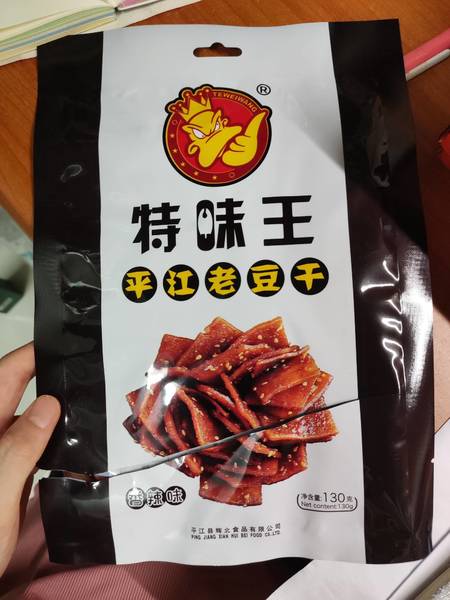 TEWEIWANG
®
特味王
平江老豆干
香辣味
净含量:130克
Net content:130g
平江县辉北食品有限公司
PING JIANG XIAN HUI BEI FOOD CO.,LTD.